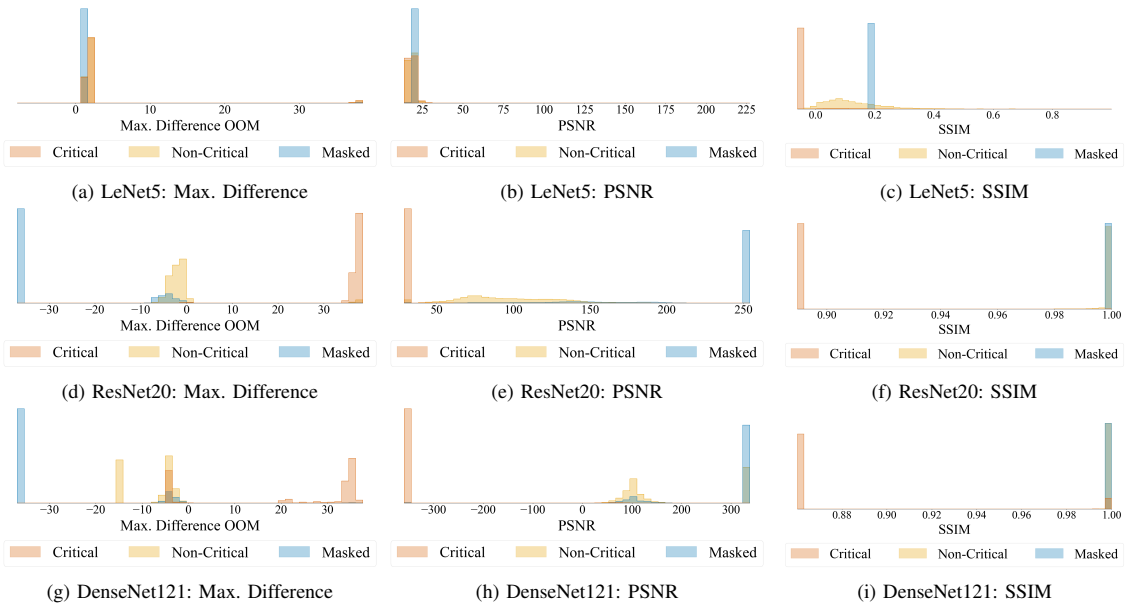 0 10 20 30
Max. Difference OOM
Critical Non-Critical Masked
(a) LeNet5: Max. Difference
25 50 75 100 125 150 175 200 225
PSNR
Critical Non-Critical Masked
(b) LeNet5: PSNR
0.0 0.2 0.4 0.6 0.8
SSIM
Critical Non-Critical Masked
(c) LeNet5: SSIM
−30 −20 −10 0 10 20 30
Max. Difference OOM
Critical Non-Critical Masked
(d) ResNet20: Max. Difference
50 100 150 200 250
PSNR
Critical Non-Critical Masked
(e) ResNet20: PSNR
0.90 0.92 0.94 0.96 0.98 1.00
SSIM
Critical Non-Critical Masked
(f) ResNet20: SSIM
−30 −20 −10 0 10 20 30
Max. Difference OOM
Critical Non-Critical Masked
(g) DenseNet121: Max. Difference
−300 −200 −100 0 100 200 300
PSNR
Critical Non-Critical Masked
(h) DenseNet121: PSNR
0.88 0.90 0.92 0.94 0.96 0.98 1.00
SSIM
Critical Non-Critical Masked
(i) DenseNet121: SSIM